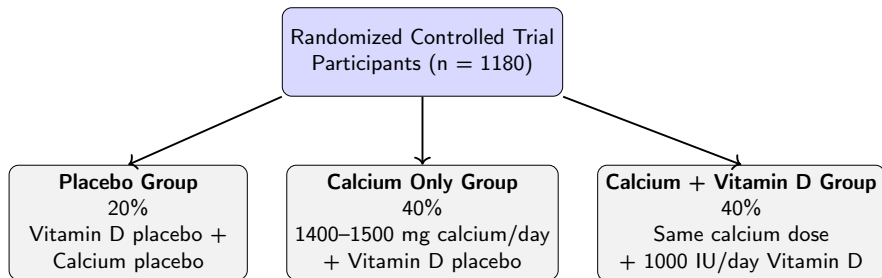 Randomized Controlled Trial
Participants (n = 1180)
Placebo Group
20%
Vitamin D placebo +
Calcium placebo
Calcium Only Group
40%
1400–1500 mg calcium/day
+ Vitamin D placebo
Calcium + Vitamin D Group
40%
Same calcium dose
+ 1000 IU/day Vitamin D